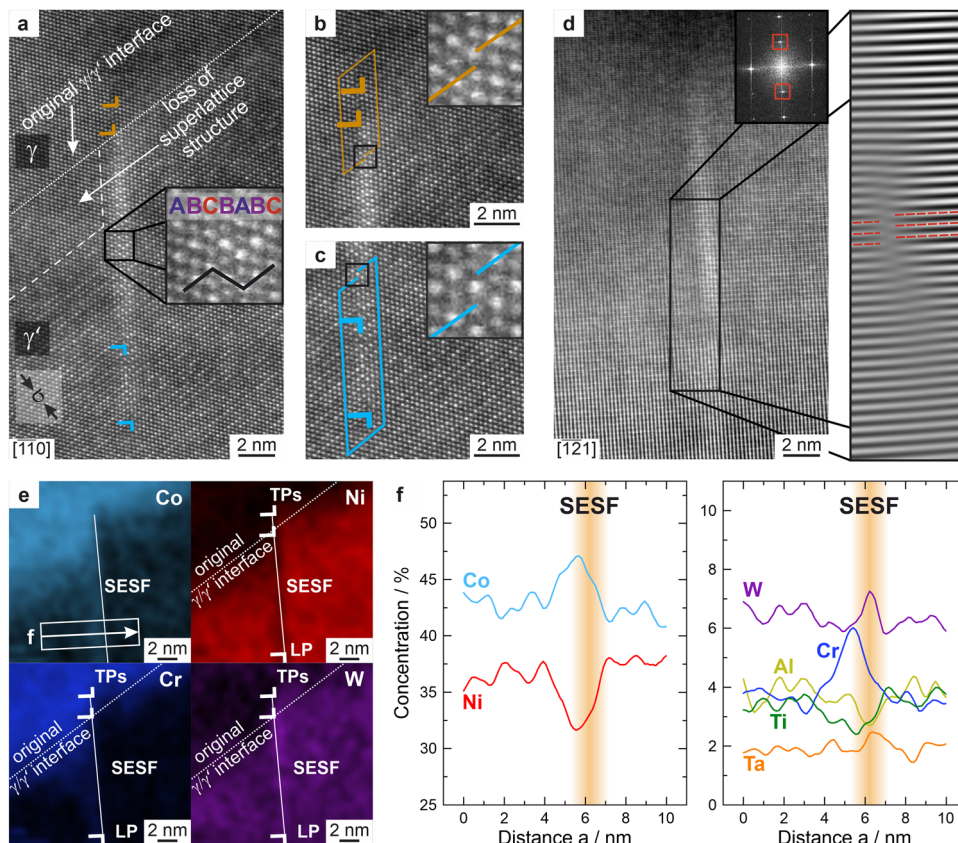 a
original γ/γ′ interface
loss of
superlattice
structure
γ
ABCBABC
γ′
σ
[110]
2 nm
b
2 nm
c
2 nm
d
[1̄21]
2 nm
e
Co
SESF
f
2 nm
TPs
Ni
original
γ/γ′ interface
SESF
LP
2 nm
TPs
Cr
original
γ/γ′ interface
SESF
LP
2 nm
TPs
W
original
γ/γ′ interface
SESF
LP
2 nm
f
SESF
Concentration / %
50
45
40
35
30
25
Co
Ni
0 2 4 6 8 10
Distance a / nm
SESF
10
8
6
4
2
0
W
Cr
Al
Ti
Ta
0 2 4 6 8 10
Distance a / nm